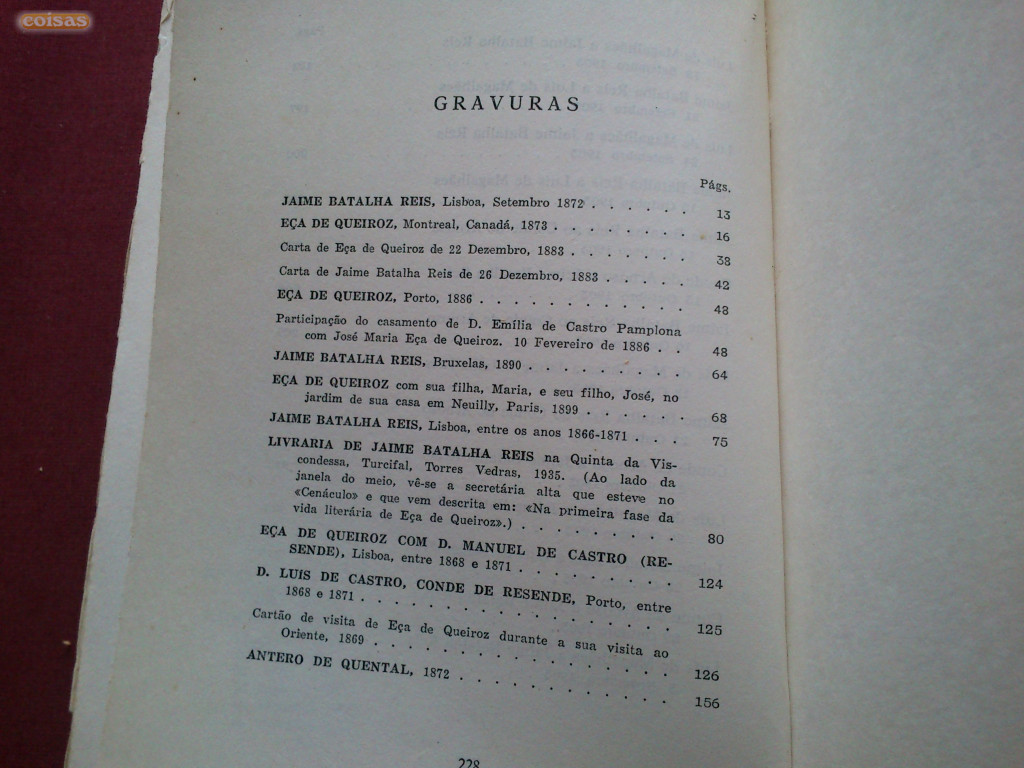 coisas
GRAVURAS
Págs.
JAIME BATALHA REIS, Lisboa, Setembro 1872 . . . . . . 13
EÇA DE QUEIROZ, Montreal, Canadá, 1873 . . . . . . . . 16
Carta de Eça de Queiroz de 22 Dezembro, 1883 . . . . . . . 38
Carta de Jaime Batalha Reis de 26 Dezembro, 1883 . . . . . 42
EÇA DE QUEIROZ, Porto, 1886 . . . . . . . . . . . . 48
Participação do casamento de D. Emília de Castro Pamplona
com José Maria Eça de Queiroz. 10 Fevereiro de 1886 . . 48
JAIME BATALHA REIS, Bruxelas, 1890 . . . . . . . . . 64
EÇA DE QUEIROZ com sua filha, Maria, e seu filho, José, no
jardim de sua casa em Neuilly, Paris, 1899 . . . . . . 68
JAIME BATALHA REIS, Lisboa, entre os anos 1866-1871 . . . 75
LIVRARIA DE JAIME BATALHA REIS na Quinta da Vis-
condessa, Turcifal, Torres Vedras, 1935. (Ao lado da
janela do meio, vê-se a secretária alta que esteve no
«Cenáculo» e que vem descrita em: «Na primeira fase da
vida literária de Eça de Queiroz».) . . . . . . . . . 80
EÇA DE QUEIROZ COM D. MANUEL DE CASTRO (RE-
SENDE), Lisboa, entre 1868 e 1871 . . . . . . . . . 124
D. LUÍS DE CASTRO, CONDE DE RESENDE, Porto, entre
1868 e 1871 . . . . . . . . . . . . . . . . . 125
Cartão de visita de Eça de Queiroz durante a sua visita ao
Oriente, 1869 . . . . . . . . . . . . . . . . 126
ANTERO DE QUENTAL, 1872 . . . . . . . . . . . . 156
228